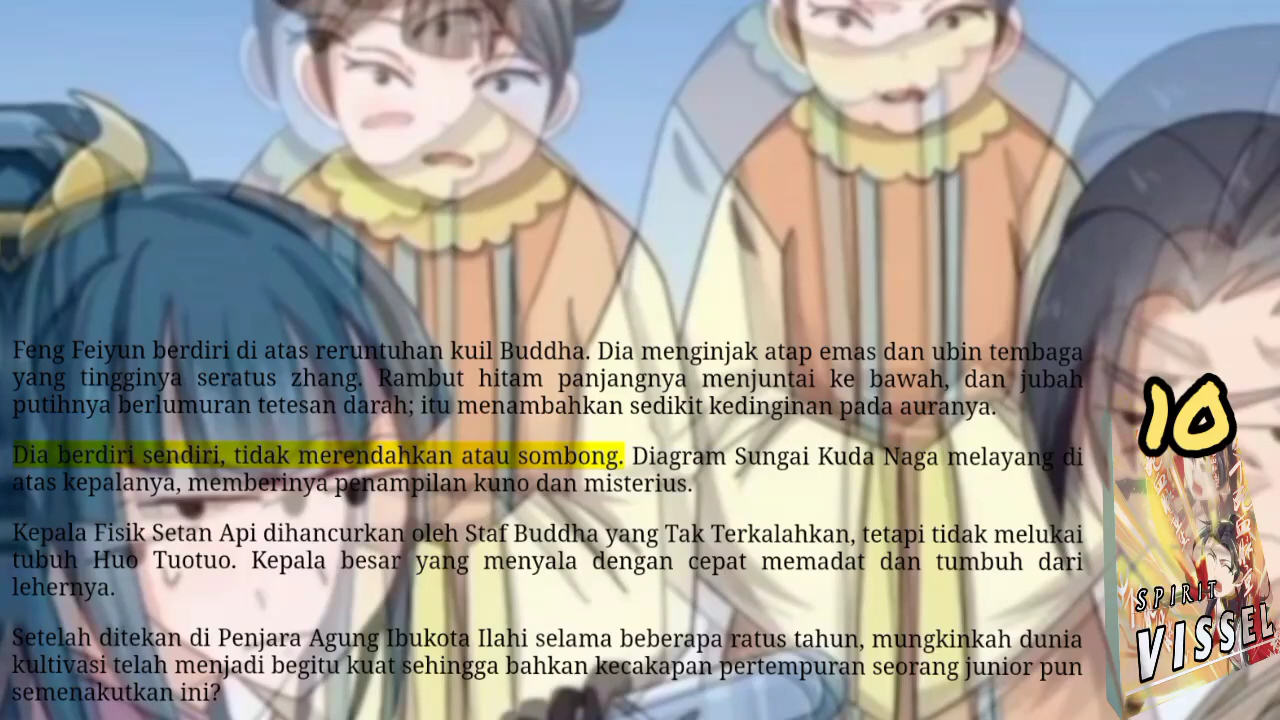 Feng Feiyun berdiri di atas reruntuhan kuil Buddha. Dia menginjak atap emas dan ubin tembaga
yang tingginya seratus zhang. Rambut hitam panjangnya menjuntai ke bawah, dan jubah
putihnya berlumuran tetesan darah; itu menambahkan sedikit kedinginan pada auranya.
Dia berdiri sendiri, tidak merendahkan atau sombong. Diagram Sungai Kuda Naga melayang di
atas kepalanya, memberinya penampilan kuno dan misterius.
Kepala Fisik Setan Api dihancurkan oleh Staf Buddha yang Tak Terkalahkan, tetapi tidak melukai
tubuh Huo Tuotuo. Kepala besar yang menyala dengan cepat memadat dan tumbuh dari
lehernya.
Setelah ditekan di Penjara Agung Ibukota Ilahi selama beberapa ratus tahun, mungkinkah dunia
kultivasi telah menjadi begitu kuat sehingga bahkan kecakapan pertempuran seorang junior pun
semenakutkan ini?
10
SPIRIT
VISSEL